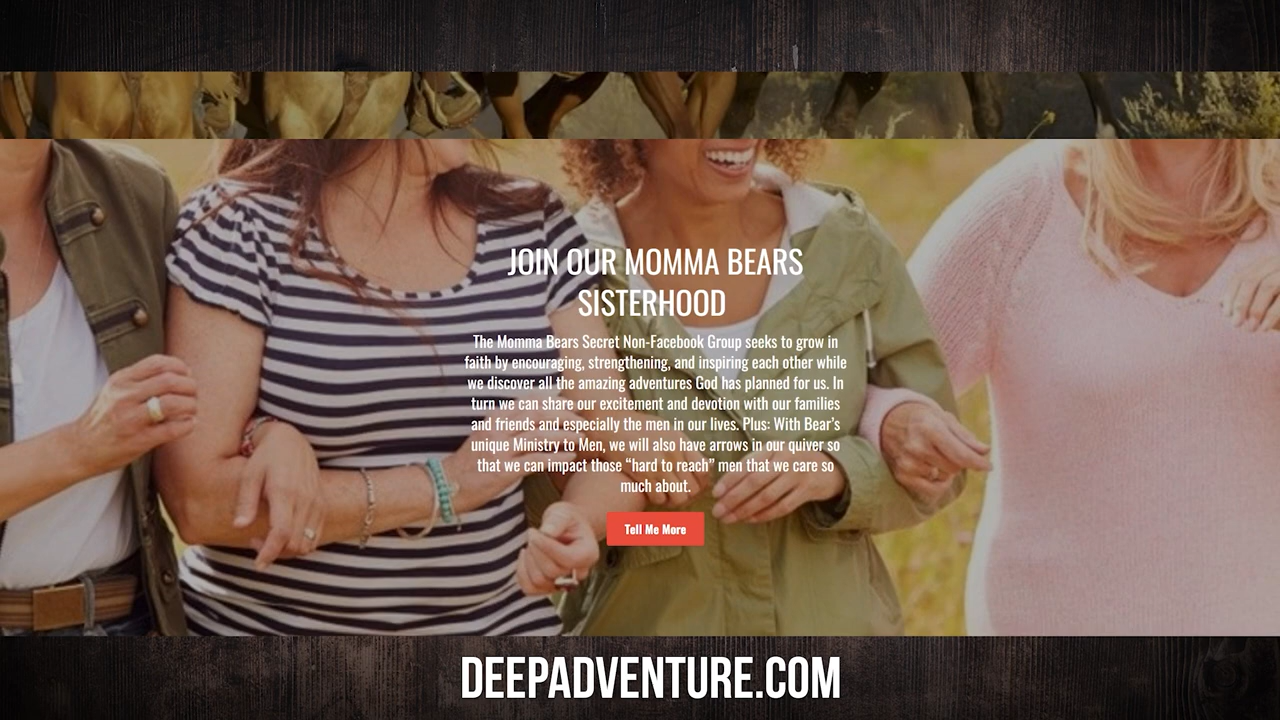 JOIN OUR MOMMA BEARS
SISTERHOOD
The Momma Bears Secret Non-Facebook Group seeks to grow in
faith by encouraging, strengthening, and inspiring each other while
we discover all the amazing adventures God has planned for us. In
turn we can share our excitement and devotion with our families
and friends and especially the men in our lives. Plus: With Bear’s
unique Ministry to Men, we will also have arrows in our quiver so
that we can impact those “hard to reach” men that we care so
much about.
Tell Me More
DEEPADVENTURE.COM